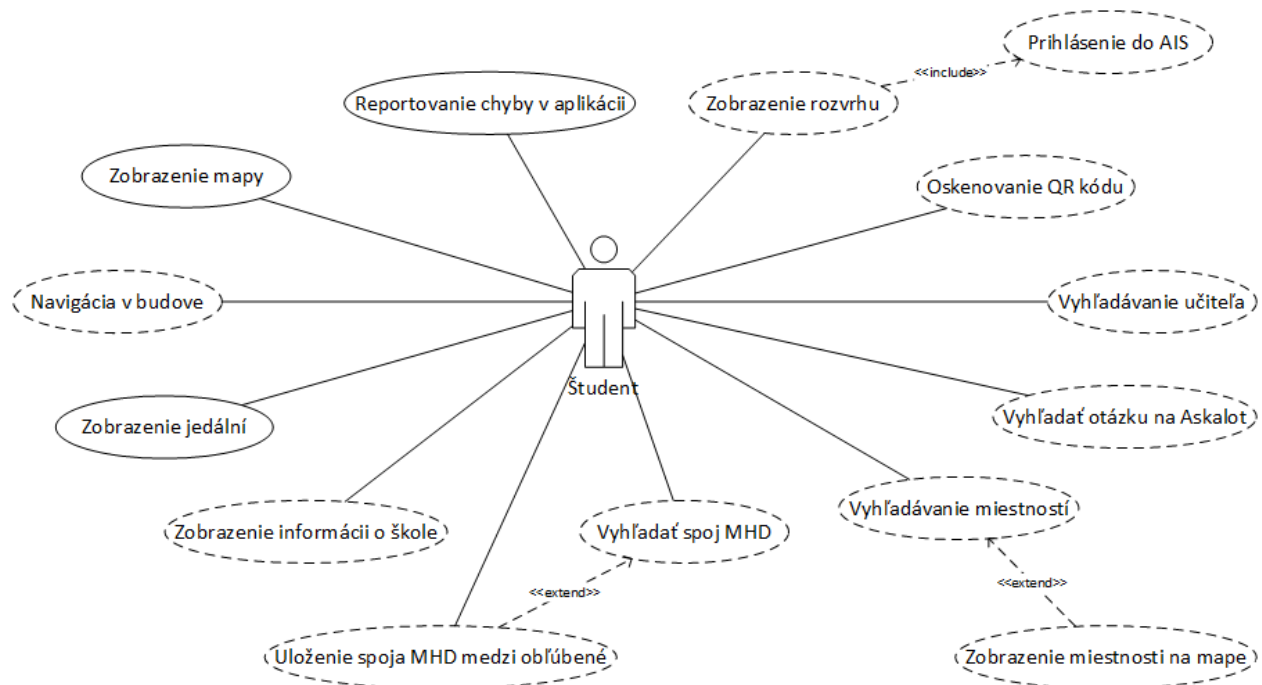 Prihlásenie do AIS
<<include>>
Reportovanie chyby v aplikácii
Zobrazenie rozvrhu
Zobrazenie mapy
Oskenovanie QR kódu
Navigácia v budove
Vyhľadávanie učiteľa
Študent
Zobrazenie jedální
Vyhľadať otázku na Askalot
Vyhľadávanie miestností
Zobrazenie informácii o škole
Vyhľadať spoj MHD
<<extend>>
<<extend>>
Uloženie spoja MHD medzi obľúbené
Zobrazenie miestnosti na mape